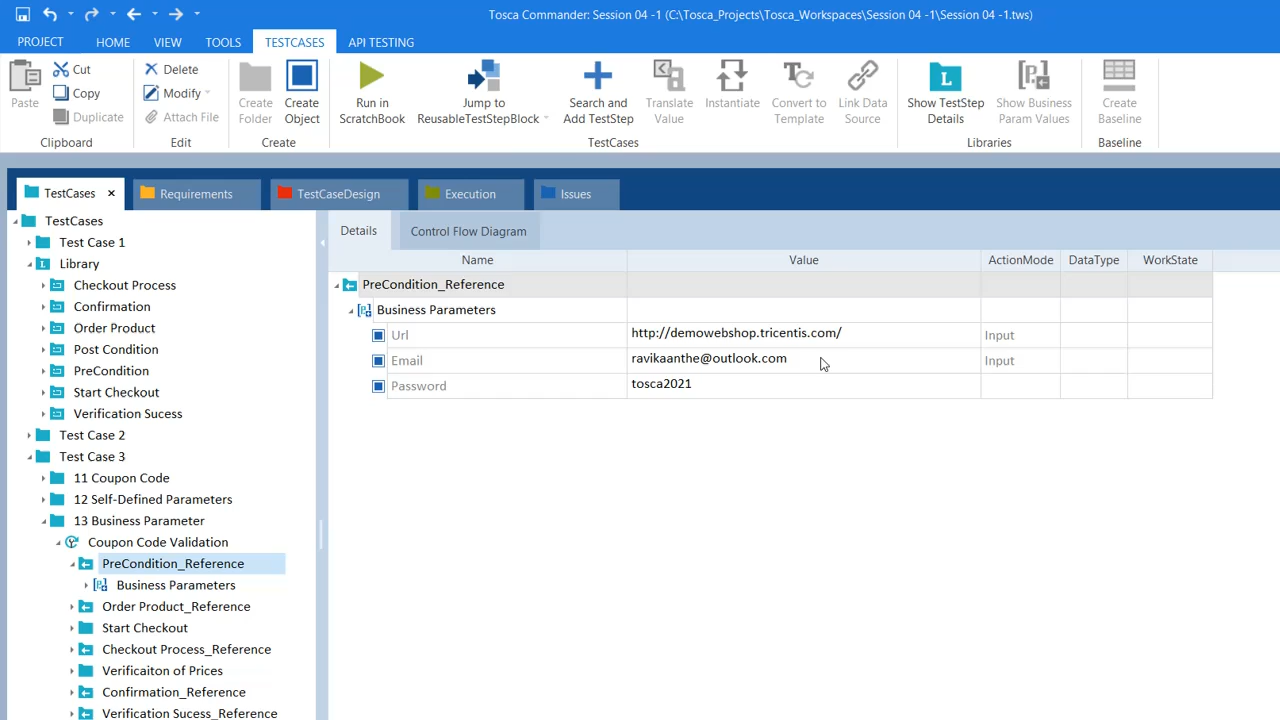 Tosca Commander: Session 04 -1 (C:\Tosca_Projects\Tosca_Workspaces\Session 04 -1\Session 04 -1.tws)
PROJECT HOME VIEW TOOLS TESTCASES API TESTING
Paste
Cut
Copy
Duplicate
Clipboard
Delete
Modify
Attach File
Edit
Create
Folder
Create
Object
Create
Run in
ScratchBook
Jump to
ReusableTestStepBlock
Search and
Add TestStep
Translate
Value
Instantiate
Convert to
Template
Link Data
Source
TestCases
L
Show TestStep
Details
Show Business
Param Values
Libraries
Create
Baseline
Baseline
TestCases × Requirements TestCaseDesign Execution Issues
TestCases
Test Case 1
L Library
Checkout Process
Confirmation
Order Product
Post Condition
PreCondition
Start Checkout
Verification Sucess
Test Case 2
Test Case 3
11 Coupon Code
12 Self-Defined Parameters
13 Business Parameter
Coupon Code Validation
PreCondition_Reference
Business Parameters
Order Product_Reference
Start Checkout
Checkout Process_Reference
Verificaiton of Prices
Confirmation_Reference
Verification Sucess_Reference
Details Control Flow Diagram
Name Value ActionMode DataType WorkState
PreCondition_Reference
Business Parameters
Url http://demowebshop.tricentis.com/ Input
Email ravikaanthe@outlook.com Input
Password tosca2021